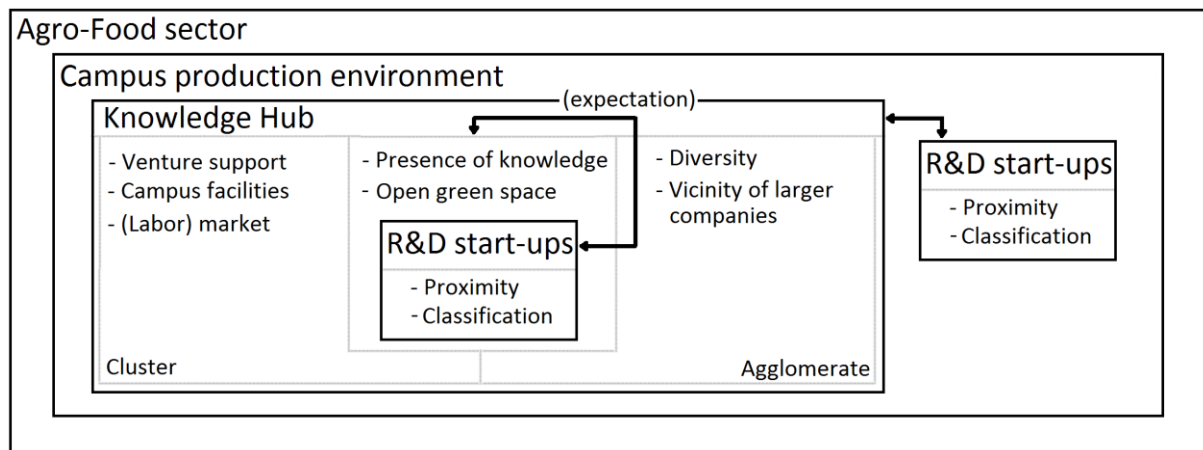 Agro-Food sector
Campus production environment
(expectation)
Knowledge Hub
- Venture support
- Campus facilities
- (Labor) market
- Presence of knowledge
- Open green space
- Diversity
- Vicinity of larger
companies
R&D start-ups
- Proximity
- Classification
R&D start-ups
- Proximity
- Classification
Cluster
Agglomerate